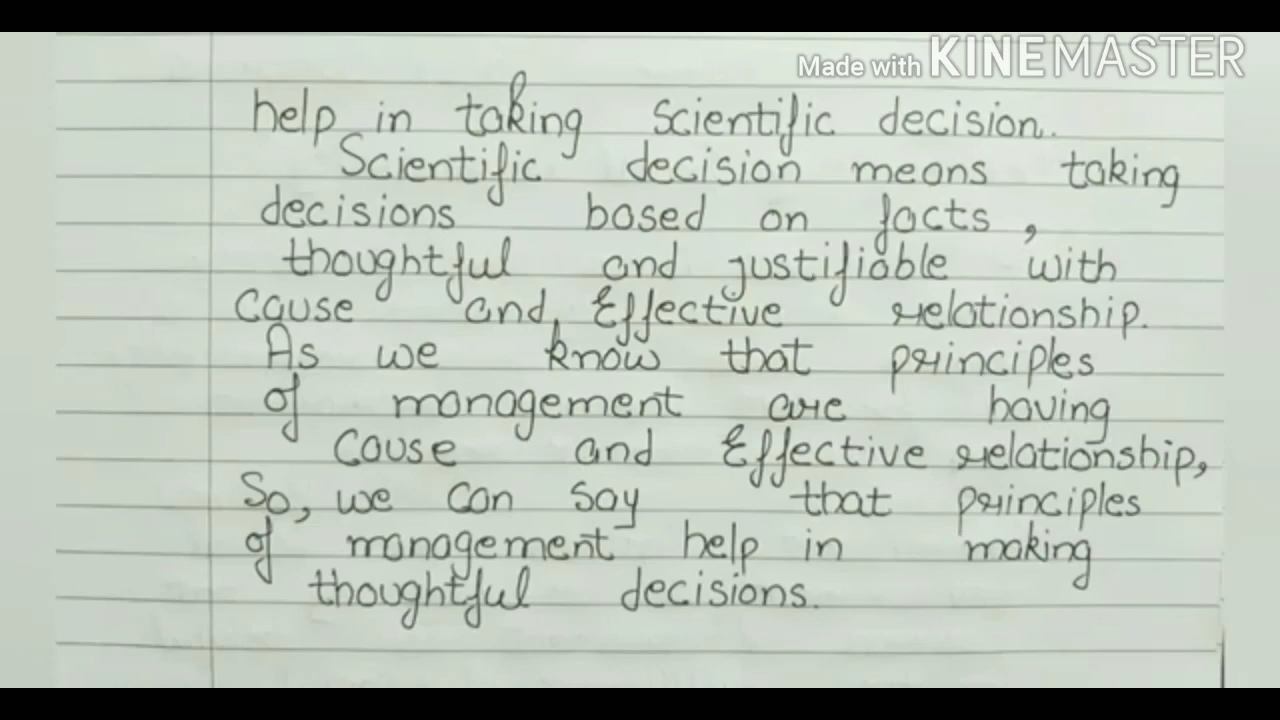 Made with KINEMASTER
help in taking Scientific decision.
Scientific decision means taking
decisions based on facts,
thoughtful and justifiable with
Cause and, Effective relationship.
As we know that principles
of management are having
Cause and Effective relationship,
So, we can say that principles
of management help in making
thoughtful decisions.